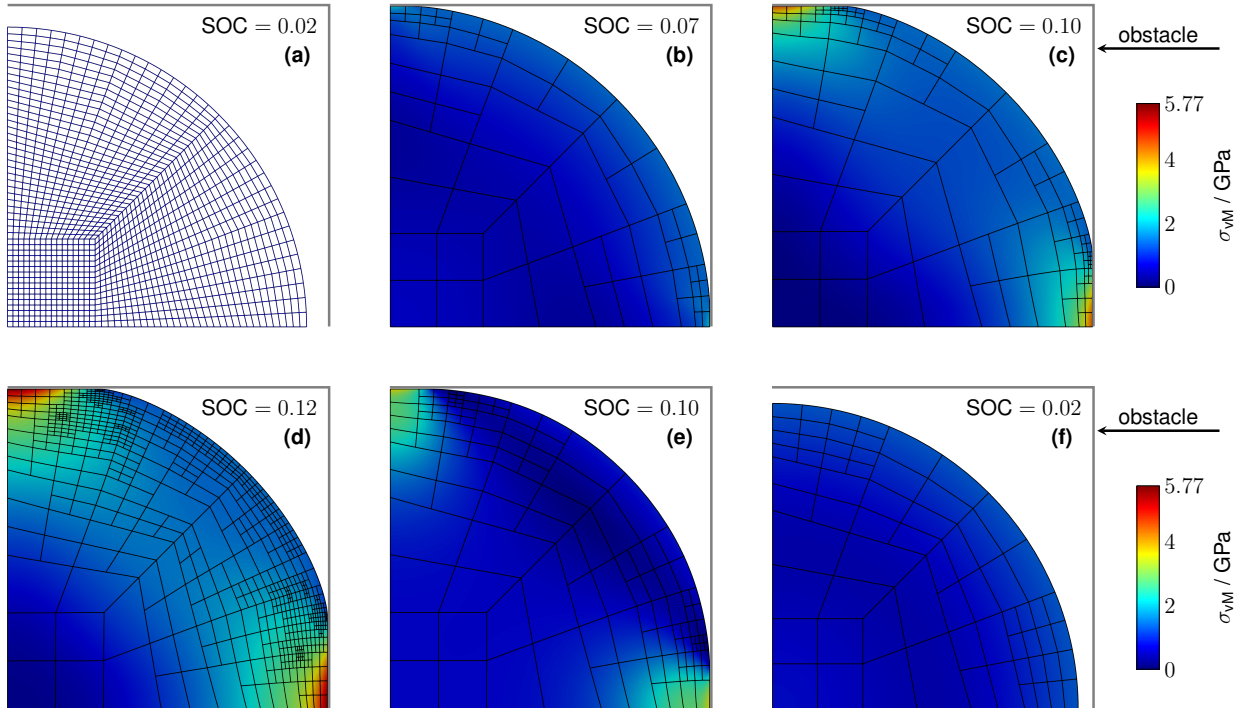 SOC = 0.02
(a)
SOC = 0.07
(b)
SOC = 0.10
(c)
obstacle
5.77
4
2
0
σvM / GPa
SOC = 0.12
(d)
SOC = 0.10
(e)
SOC = 0.02
(f)
obstacle
5.77
4
2
0
σvM / GPa